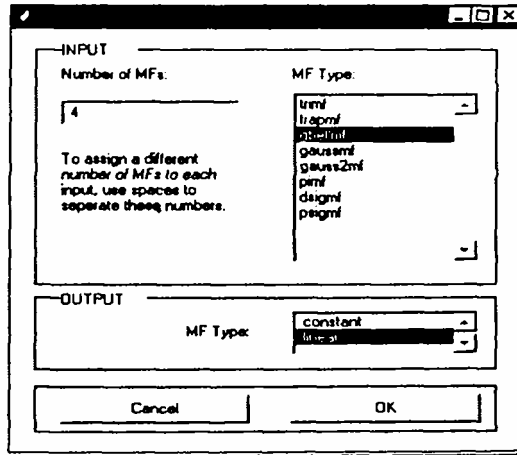 INPUT
Number of MFs:
4
To assign a different
number of MFs to each
input, use spaces to
seperate these numbers.
MF Type:
trimf
trapmf
gbellmf
gaussmf
gauss2mf
pimf
dsigmf
psigmf
OUTPUT
MF Type:
constant
linear
Cancel
OK